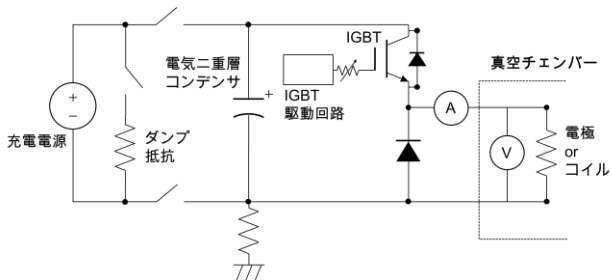 充電電源
ダンプ
抵抗
電気二重層
コンデンサ
+
IGBT
IGBT
駆動回路
A
真空チェンバー
V
電極
or
コイル
+
−